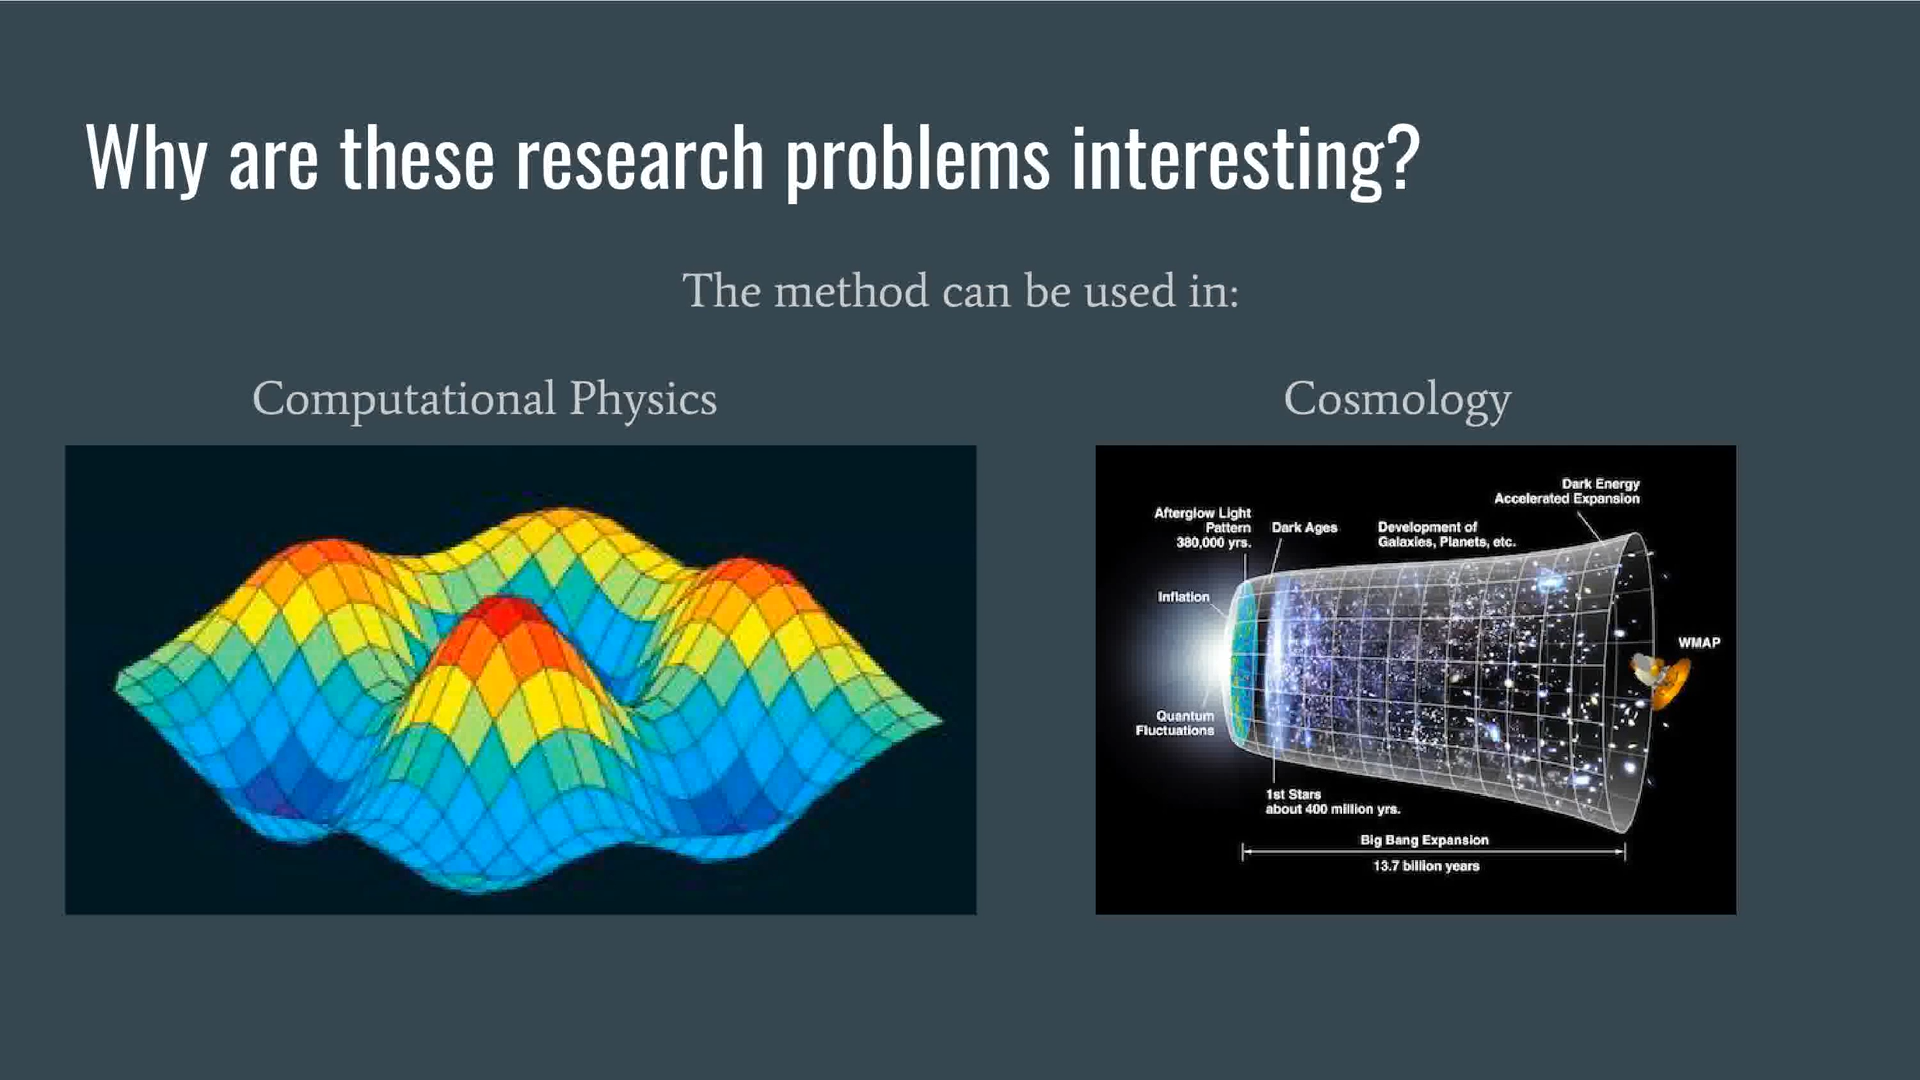 Why are these research problems interesting?
The method can be used in:
Computational Physics
Cosmology
Dark Energy
Accelerated Expansion
Afterglow Light
Pattern
380,000 yrs.
Dark Ages
Development of
Galaxies, Planets, etc.
Inflation
WMAP
Quantum
Fluctuations
1st Stars
about 400 million yrs.
Big Bang Expansion
13.7 billion years